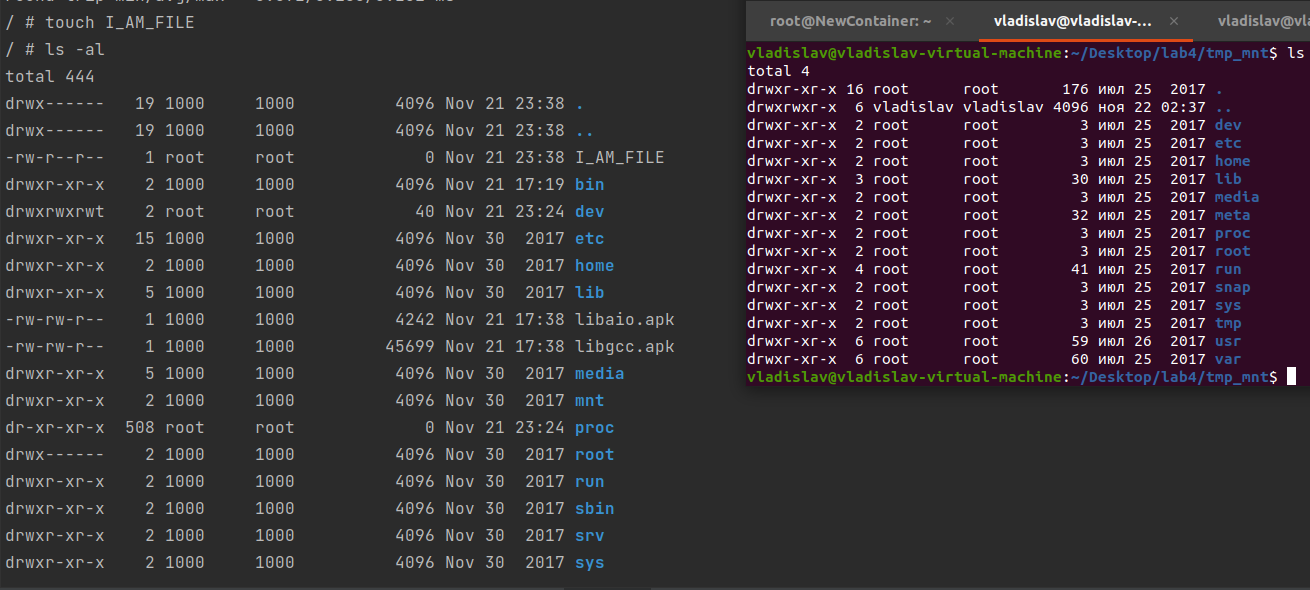 / # touch I_AM_FILE
/ # ls -al
total 444
drwx------   19 1000     1000          4096 Nov 21 23:38 .
drwx------   19 1000     1000          4096 Nov 21 23:38 ..
-rw-r--r--    1 root     root             0 Nov 21 23:38 I_AM_FILE
drwxr-xr-x    2 1000     1000          4096 Nov 21 17:19 bin
drwxrwxrwt    2 root     root            40 Nov 21 23:24 dev
drwxr-xr-x   15 1000     1000          4096 Nov 30  2017 etc
drwxr-xr-x    2 1000     1000          4096 Nov 30  2017 home
drwxr-xr-x    5 1000     1000          4096 Nov 30  2017 lib
-rw-rw-r--    1 1000     1000          4242 Nov 21 17:38 libaio.apk
-rw-rw-r--    1 1000     1000         45699 Nov 21 17:38 libgcc.apk
drwxr-xr-x    5 1000     1000          4096 Nov 30  2017 media
drwxr-xr-x    2 1000     1000          4096 Nov 30  2017 mnt
dr-xr-xr-x  508 root     root             0 Nov 21 23:24 proc
drwx------    2 1000     1000          4096 Nov 30  2017 root
drwxr-xr-x    2 1000     1000          4096 Nov 30  2017 run
drwxr-xr-x    2 1000     1000          4096 Nov 30  2017 sbin
drwxr-xr-x    2 1000     1000          4096 Nov 30  2017 srv
drwxr-xr-x    2 1000     1000          4096 Nov 30  2017 sys
root@NewContainer: ~ × vladislav@vladislav-... × vladislav@vla
vladislav@vladislav-virtual-machine:~/Desktop/lab4/tmp_mnt$ ls
total 4
drwxr-xr-x 16 root      root       176 июл 25  2017 .
drwxrwxr-x  6 vladislav vladislav 4096 ноя 22 02:37 ..
drwxr-xr-x  2 root      root         3 июл 25  2017 dev
drwxr-xr-x  2 root      root         3 июл 25  2017 etc
drwxr-xr-x  2 root      root         3 июл 25  2017 home
drwxr-xr-x  3 root      root        30 июл 25  2017 lib
drwxr-xr-x  2 root      root         3 июл 25  2017 media
drwxr-xr-x  2 root      root        32 июл 25  2017 meta
drwxr-xr-x  2 root      root         3 июл 25  2017 proc
drwxr-xr-x  2 root      root         3 июл 25  2017 root
drwxr-xr-x  4 root      root        41 июл 25  2017 run
drwxr-xr-x  2 root      root         3 июл 25  2017 snap
drwxr-xr-x  2 root      root         3 июл 25  2017 sys
drwxr-xr-x  2 root      root         3 июл 25  2017 tmp
drwxr-xr-x  6 root      root        59 июл 26  2017 usr
drwxr-xr-x  6 root      root        60 июл 25  2017 var
vladislav@vladislav-virtual-machine:~/Desktop/lab4/tmp_mnt$